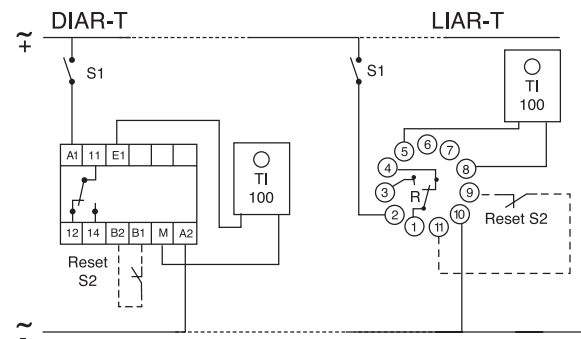 DIAR-T
LIAR-T
~
+
S1
S1
TI
100
A1 11 E1
TI
100
12 14 B2 B1 M A2
Reset
S2
5 6 7
4 8
3 R 9
2 1 11 10
Reset S2
~
-